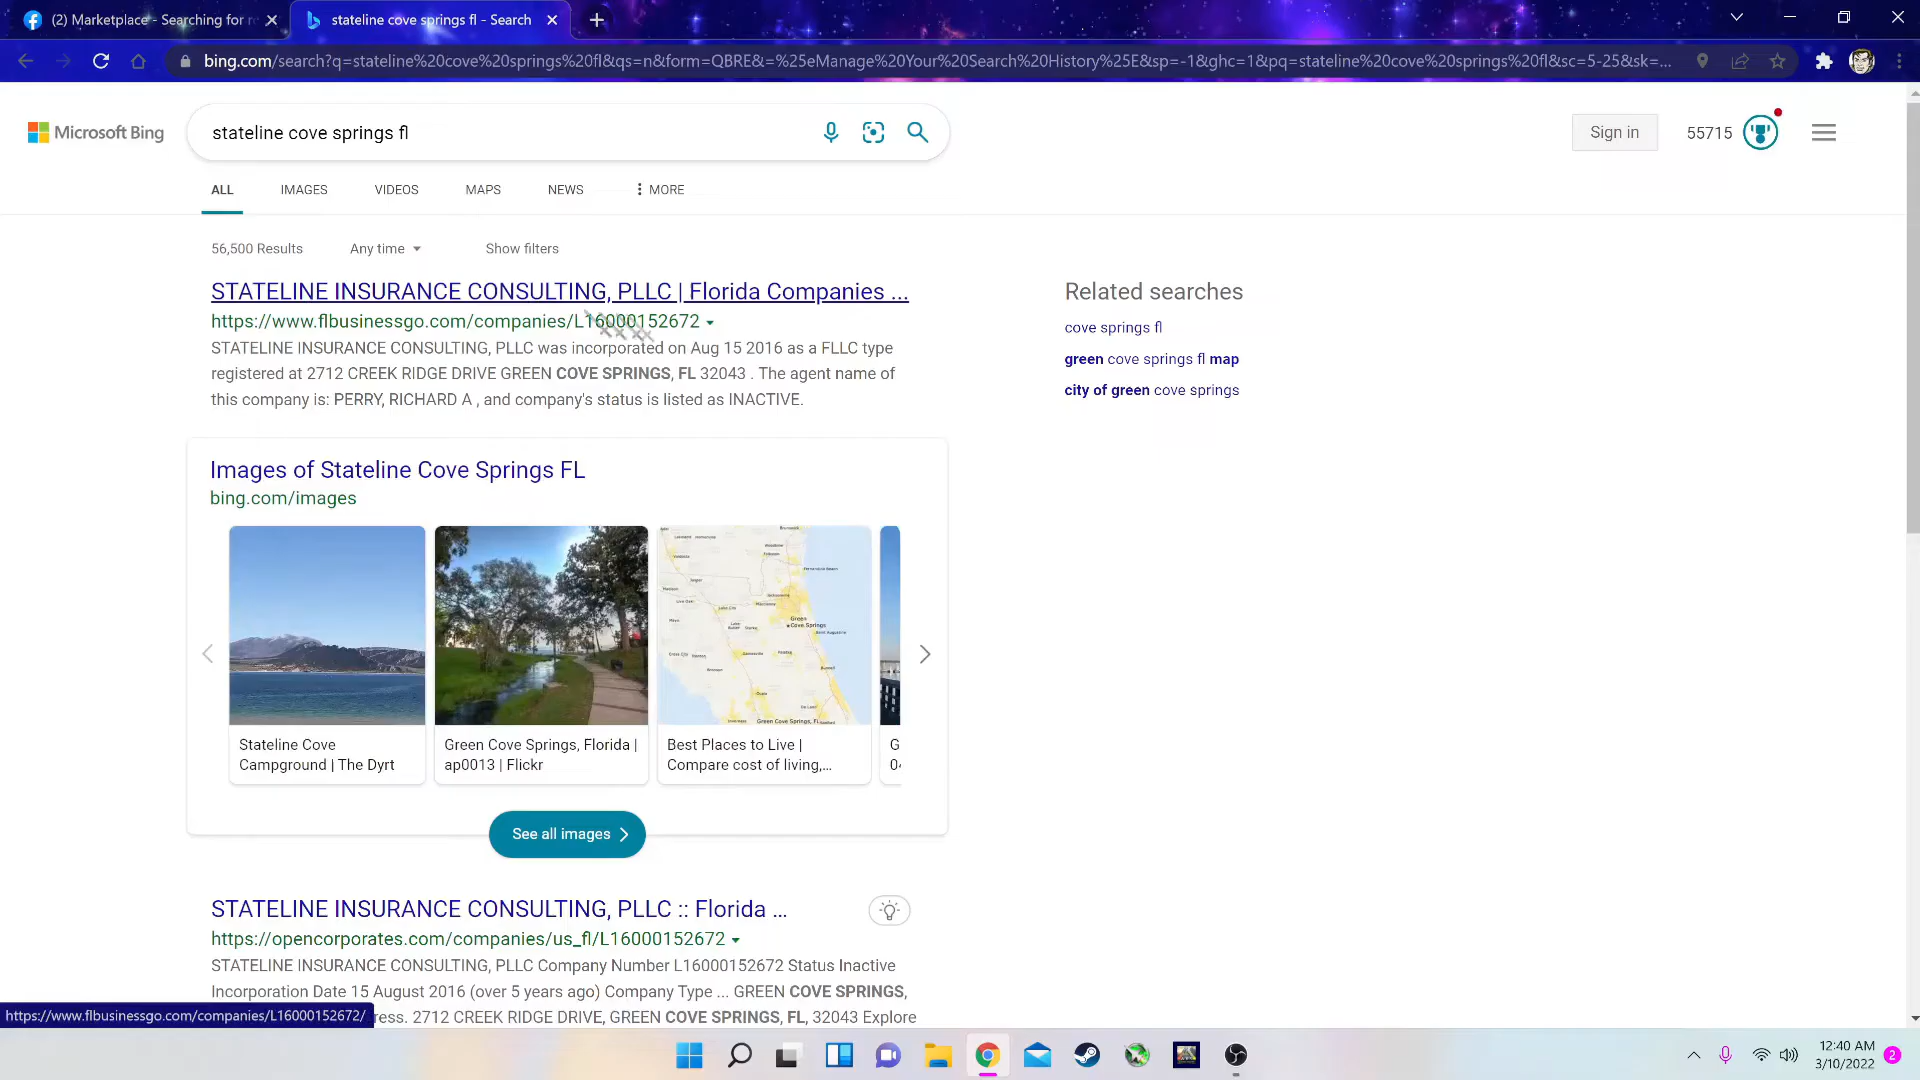 (2) Marketplace - Searching for r
stateline cove springs fl - Search
bing.com/search?q=stateline%20cove%20springs%20fl&qs=n&form=QBRE&=%25eManage%20Your%20Search%20History%25E&sp=-1&ghc=1&pq=stateline%20cove%20springs%20fl&sc=5-25&sk=...
Microsoft Bing
stateline cove springs fl
Sign in
55715
ALL
IMAGES
VIDEOS
MAPS
NEWS
MORE
56,500 Results
Any time
Show filters
STATELINE INSURANCE CONSULTING, PLLC | Florida Companies ...
https://www.flbusinessgo.com/companies/L16000152672
STATELINE INSURANCE CONSULTING, PLLC was incorporated on Aug 15 2016 as a FLLC type
registered at 2712 CREEK RIDGE DRIVE GREEN COVE SPRINGS, FL 32043 . The agent name of
this company is: PERRY, RICHARD A , and company's status is listed as INACTIVE.
Related searches
cove springs fl
green cove springs fl map
city of green cove springs
Images of Stateline Cove Springs FL
bing.com/images
Green
Cove Springs
Green Cove Springs, FL
Stateline Cove
Campground | The Dyrt
Green Cove Springs, Florida |
ap0013 | Flickr
Best Places to Live |
Compare cost of living,...
G
04
See all images
STATELINE INSURANCE CONSULTING, PLLC :: Florida ...
https://opencorporates.com/companies/us_fl/L16000152672
STATELINE INSURANCE CONSULTING, PLLC Company Number L16000152672 Status Inactive
Incorporation Date 15 August 2016 (over 5 years ago) Company Type ... GREEN COVE SPRINGS,
ress. 2712 CREEK RIDGE DRIVE, GREEN COVE SPRINGS, FL, 32043 Explore
https://www.flbusinessgo.com/companies/L16000152672/
12:40 AM
3/10/2022
2